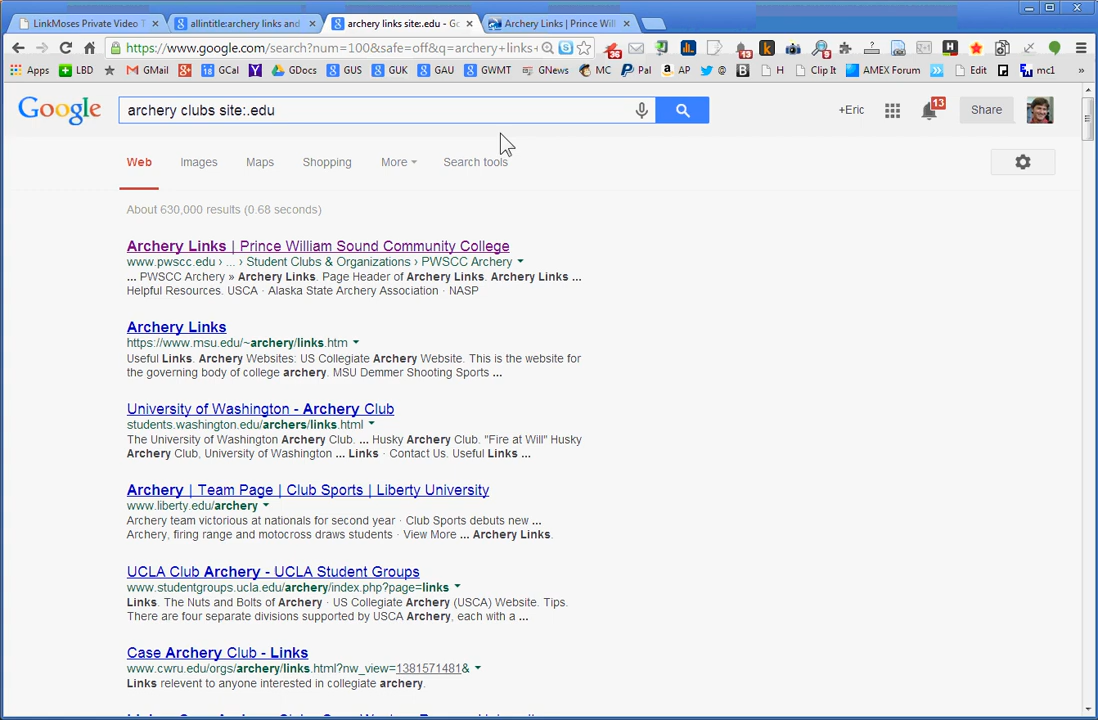 LinkMoses Private Video T
allintitle:archery links and
archery links site:.edu - Go
Archery Links | Prince Will
https://www.google.com/search?num=100&safe=off&q=archery+links+
Apps LBD GMail GCal GDocs GUS GUK GAU GWMT GNews MC Pal AP @ H Clip It AMEX Forum Edit mc1 »
Google
archery clubs site:.edu
+Eric
13
Share
Web Images Maps Shopping More Search tools
About 630,000 results (0.68 seconds)
Archery Links | Prince William Sound Community College
www.pwscc.edu › ... › Student Clubs & Organizations › PWSCC Archery
... PWSCC Archery » Archery Links. Page Header of Archery Links. Archery Links ...
Helpful Resources. USCA · Alaska State Archery Association · NASP
Archery Links
https://www.msu.edu/~archery/links.htm
Useful Links. Archery Websites: US Collegiate Archery Website. This is the website for
the governing body of college archery. MSU Demmer Shooting Sports ...
University of Washington - Archery Club
students.washington.edu/archers/links.html
The University of Washington Archery Club. ... Husky Archery Club. "Fire at Will" Husky
Archery Club, University of Washington ... Links · Contact Us. Useful Links ...
Archery | Team Page | Club Sports | Liberty University
www.liberty.edu/archery
Archery team victorious at nationals for second year · Club Sports debuts new ...
Archery, firing range and motocross draws students · View More ... Archery Links.
UCLA Club Archery - UCLA Student Groups
www.studentgroups.ucla.edu/archery/index.php?page=links
Links. The Nuts and Bolts of Archery · US Collegiate Archery (USCA) Website. Tips.
There are four separate divisions supported by USCA Archery, each with a ...
Case Archery Club - Links
www.cwru.edu/orgs/archery/links.html?nw_view=1381571481&
Links relevent to anyone interested in collegiate archery.